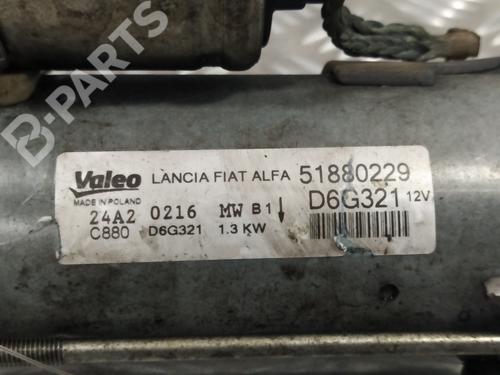 B-PARTS
Valeo LANCIA FIAT ALFA 51880229
MADE IN POLAND
D6G321 12V
24A2 0216 MW B1↓
C880 D6G321 1.3 KW